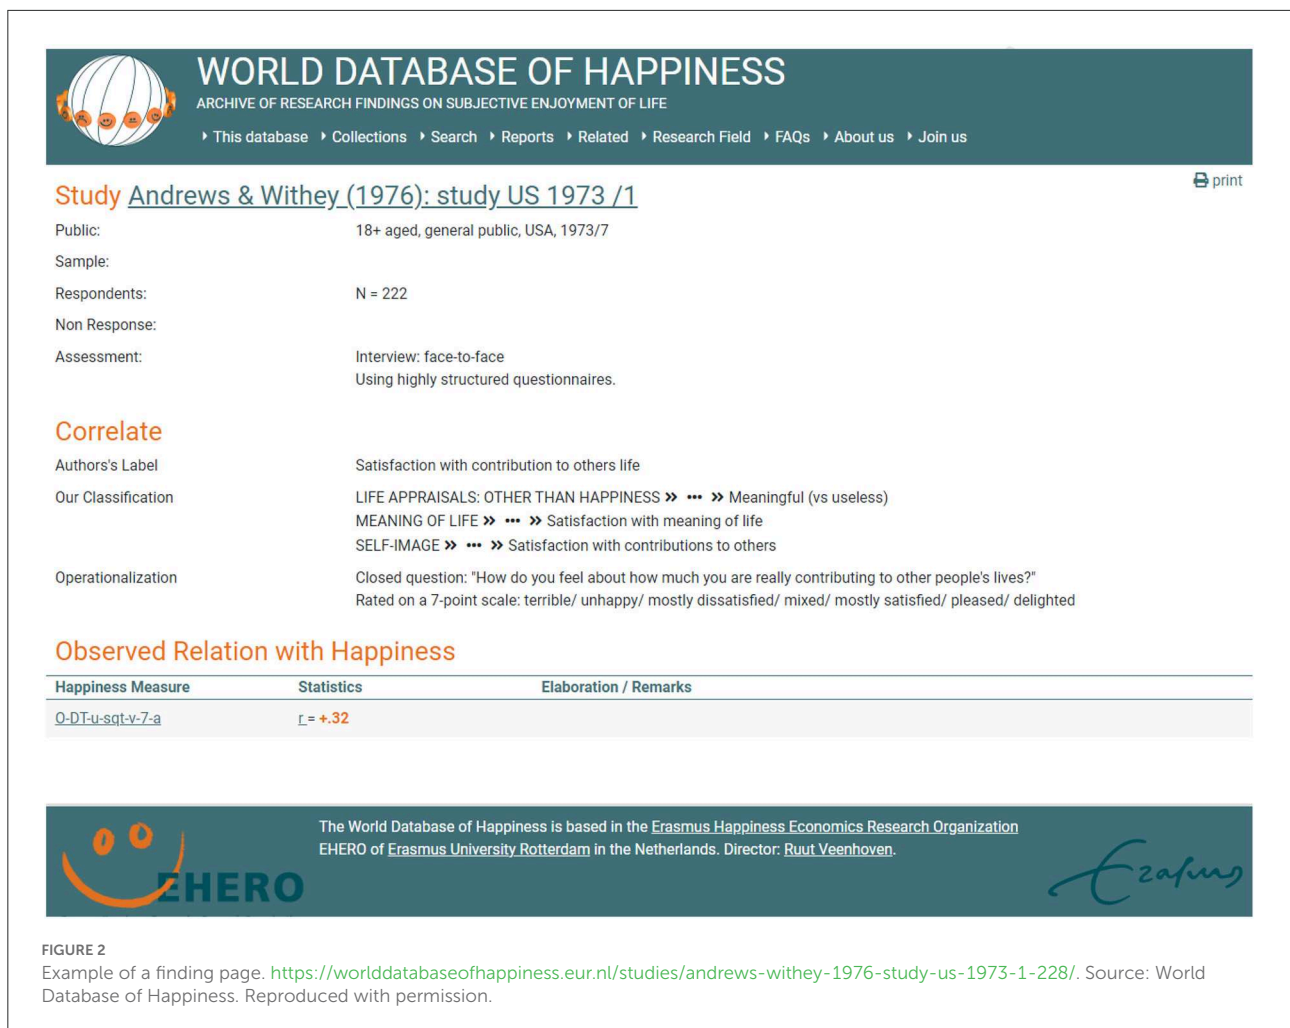 WORLD DATABASE OF HAPPINESS
ARCHIVE OF RESEARCH FINDINGS ON SUBJECTIVE ENJOYMENT OF LIFE
This database Collections Search Reports Related Research Field FAQs About us Join us
print
Study Andrews & Withey (1976): study US 1973 /1
Public: 18+ aged, general public, USA, 1973/7
Sample:
Respondents: N = 222
Non Response:
Assessment: Interview: face-to-face
Using highly structured questionnaires.
Correlate
Authors's Label Satisfaction with contribution to others life
Our Classification LIFE APPRAISALS: OTHER THAN HAPPINESS » ••• » Meaningful (vs useless)
MEANING OF LIFE » ••• » Satisfaction with meaning of life
SELF-IMAGE » ••• » Satisfaction with contributions to others
Operationalization Closed question: "How do you feel about how much you are really contributing to other people's lives?"
Rated on a 7-point scale: terrible/ unhappy/ mostly dissatisfied/ mixed/ mostly satisfied/ pleased/ delighted
Observed Relation with Happiness
Happiness Measure Statistics Elaboration / Remarks
O-DT-u-sqt-v-7-a r = +.32
The World Database of Happiness is based in the Erasmus Happiness Economics Research Organization
EHERO of Erasmus University Rotterdam in the Netherlands. Director: Ruut Veenhoven.
EHERO
Erasmus
FIGURE 2
Example of a finding page. https://worlddatabaseofhappiness.eur.nl/studies/andrews-withey-1976-study-us-1973-1-228/. Source: World
Database of Happiness. Reproduced with permission.